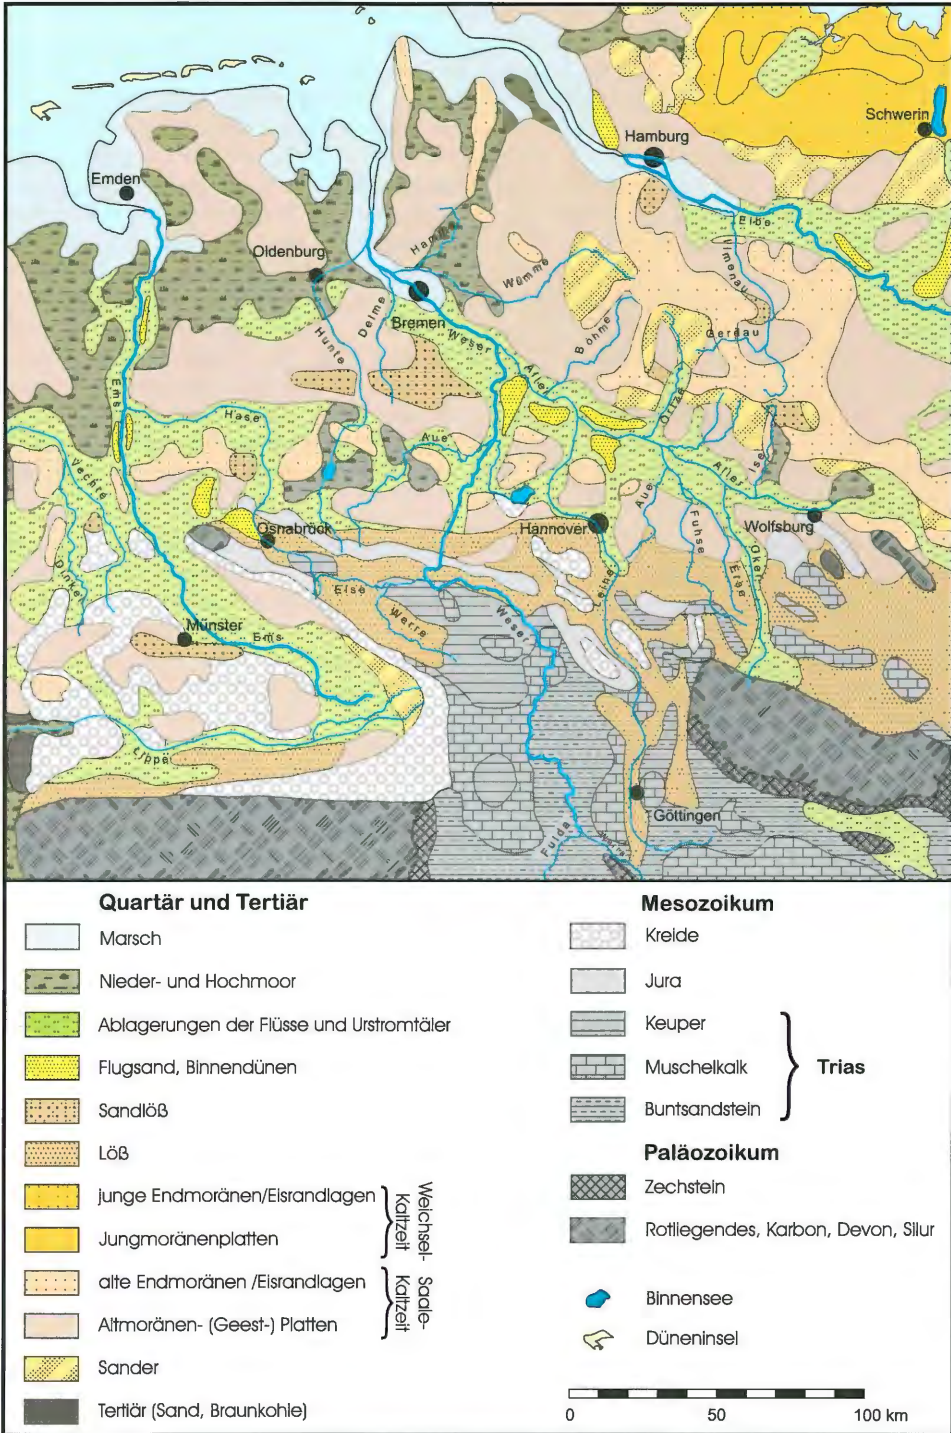 Schwerin
Hamburg
Emden
Elbe
Oldenburg
Hamme
Wümme
Ilmenau
Bremen
Delme
Hunte
Weser
Böhme
Gerdau
Ems
Aller
Örtze
Hase
Aue
Vechte
Aller
Ise
Aue
Osnabrück
Hannover
Fuhse
Wolfsburg
Dinkel
Oker
Erse
Else
Leine
Werre
Weser
Münster
Ems
Lippe
Göttingen
Fulda
Werra
Quartär und Tertiär
Marsch
Nieder- und Hochmoor
Ablagerungen der Flüsse und Urstromtäler
Flugsand, Binnendünen
Sandlöß
Löß
junge Endmoränen/Eisrandlagen
Jungmoränenplatten
Weichsel-
Kaltzeit
alte Endmoränen /Eisrandlagen
Altmoränen- (Geest-) Platten
Saale-
Kaltzeit
Sander
Tertiär (Sand, Braunkohle)
Mesozoikum
Kreide
Jura
Keuper
Muschelkalk
Buntsandstein
Trias
Paläozoikum
Zechstein
Rotliegendes, Karbon, Devon, Silur
Binnensee
Düneninsel
0 50 100 km